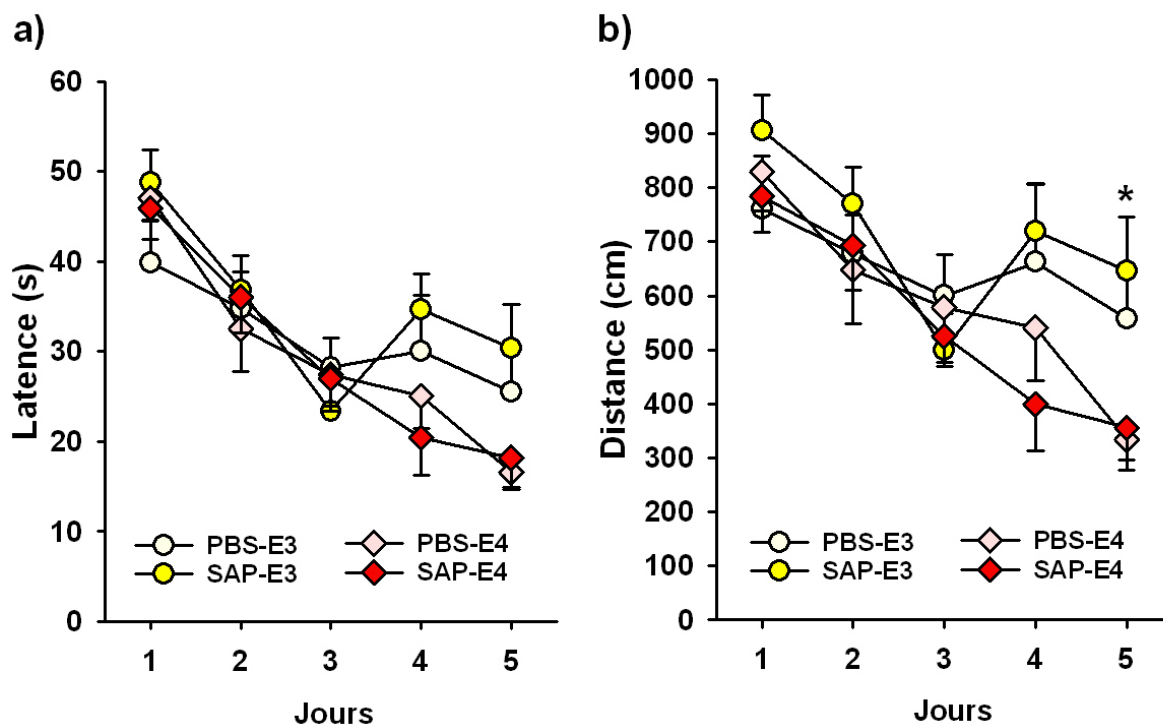 a)
Latence (s)
60
50
40
30
20
10
0
PBS-E3
PBS-E4
SAP-E3
SAP-E4
1 2 3 4 5
Jours
b)
Distance (cm)
1000
900
800
700
600
500
400
300
200
100
0
*
PBS-E3
PBS-E4
SAP-E3
SAP-E4
1 2 3 4 5
Jours